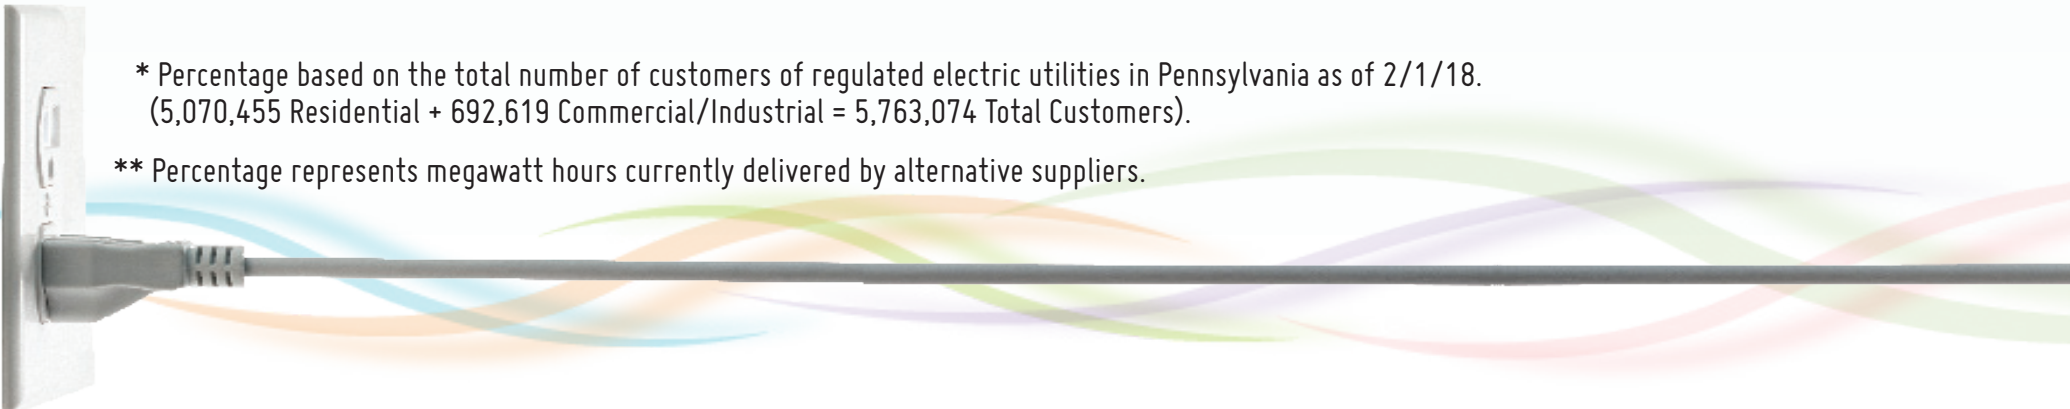 * Percentage based on the total number of customers of regulated electric utilities in Pennsylvania as of 2/1/18.
(5,070,455 Residential + 692,619 Commercial/Industrial = 5,763,074 Total Customers).
** Percentage represents megawatt hours currently delivered by alternative suppliers.